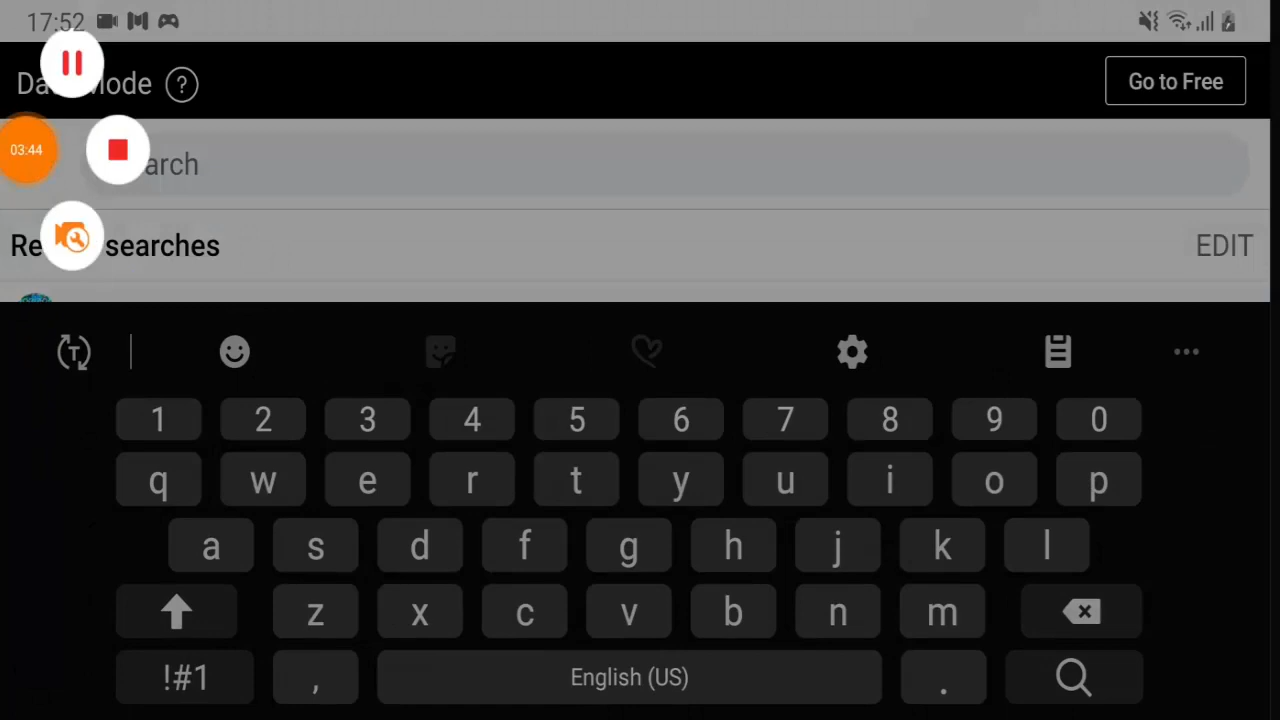 17:52
Da Mode ?
Go to Free
03:44
arch
Re searches
EDIT
T
1 2 3 4 5 6 7 8 9 0
q w e r t y u i o p
a s d f g h j k l
z x c v b n m
!#1 , English (US) .